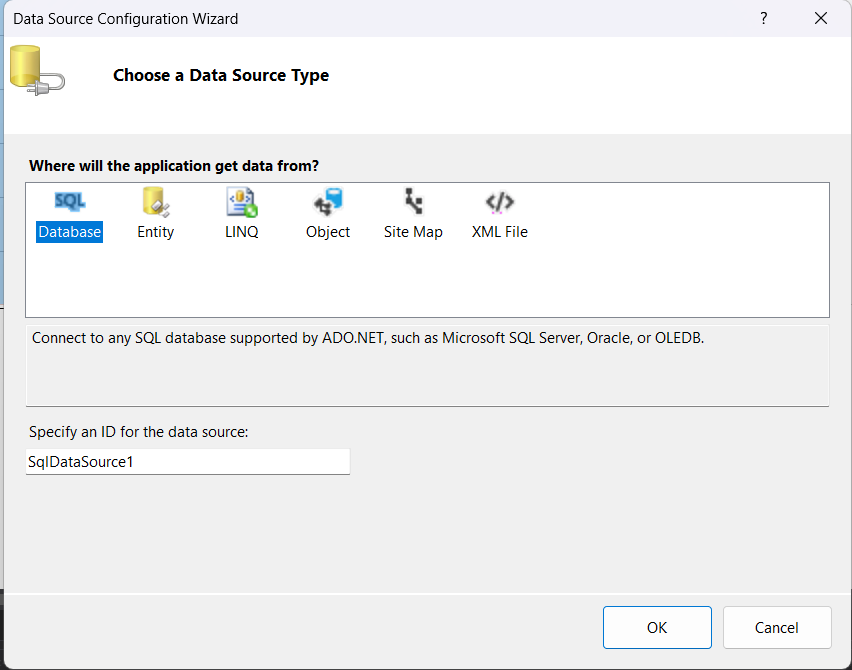 Data Source Configuration Wizard
?
Choose a Data Source Type
Where will the application get data from?
SQL
Database
Entity
LINQ
Object
Site Map
XML File
Connect to any SQL database supported by ADO.NET, such as Microsoft SQL Server, Oracle, or OLEDB.
Specify an ID for the data source:
SqlDataSource1
OK
Cancel